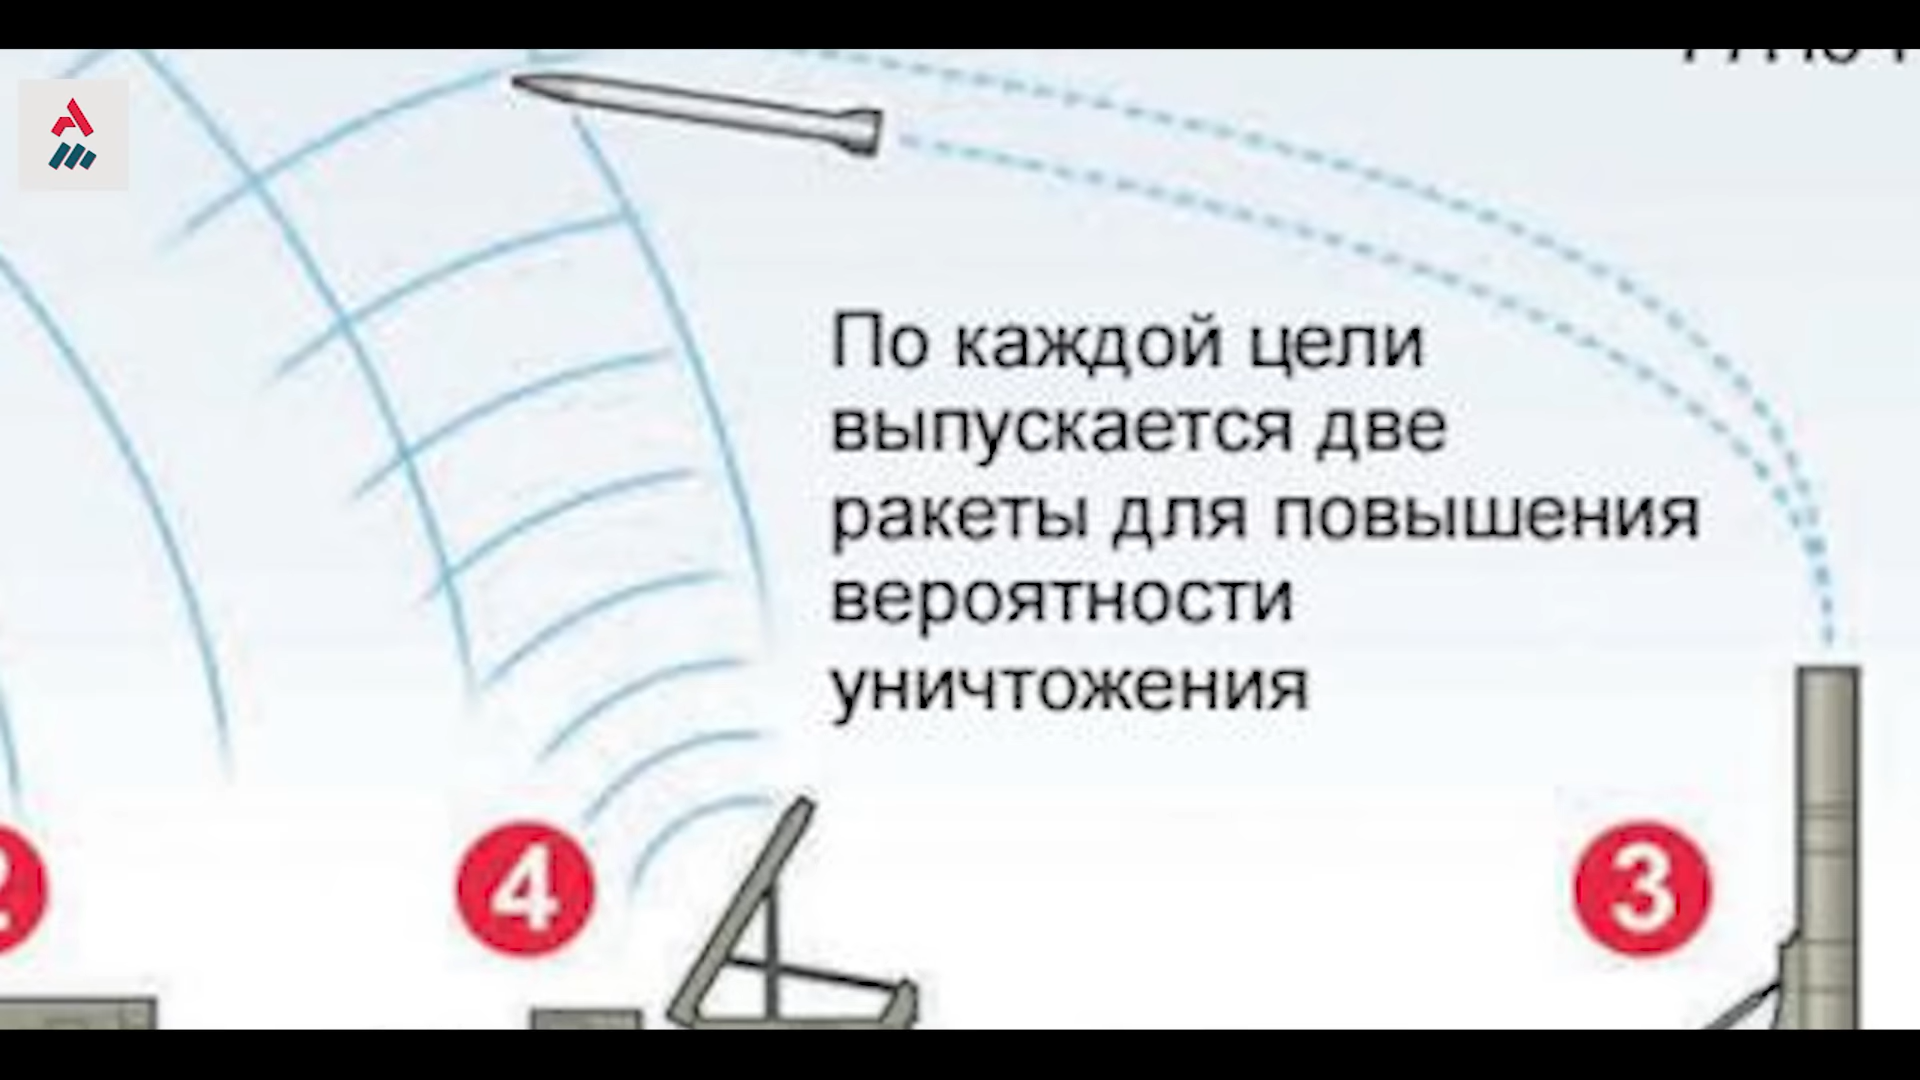 По каждой цели
выпускается две
ракеты для повышения
вероятности
уничтожения
4
3